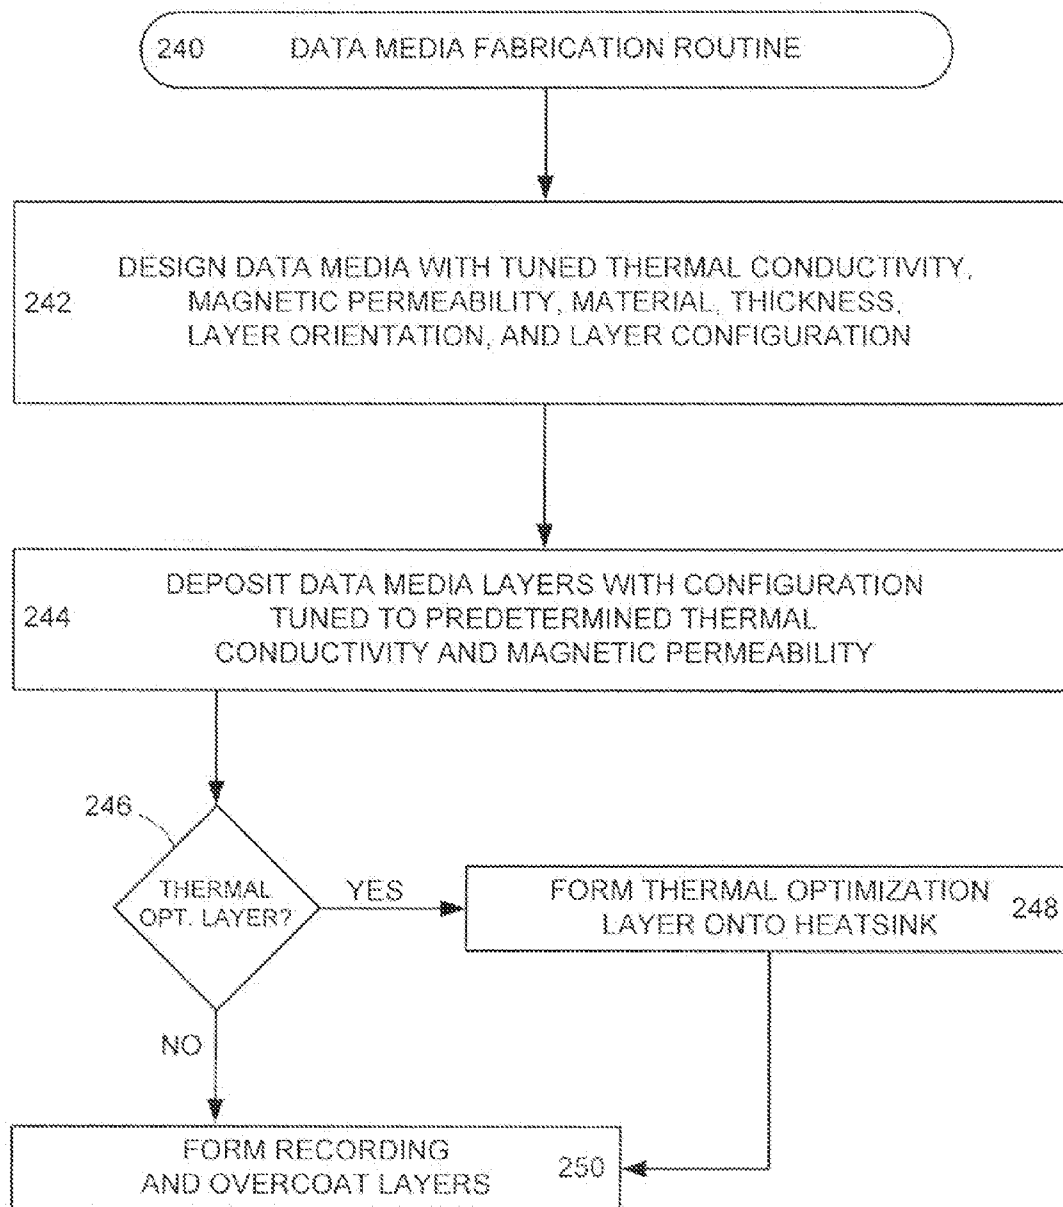 240 DATA MEDIA FABRICATION ROUTINE
DESIGN DATA MEDIA WITH TUNED THERMAL CONDUCTIVITY,
242 MAGNETIC PERMEABILITY, MATERIAL, THICKNESS,
LAYER ORIENTATION, AND LAYER CONFIGURATION
DEPOSIT DATA MEDIA LAYERS WITH CONFIGURATION
244 TUNED TO PREDETERMINED THERMAL
CONDUCTIVITY AND MAGNETIC PERMEABILITY
246
THERMAL
OPT. LAYER?
YES
FORM THERMAL OPTIMIZATION
LAYER ONTO HEATSINK
248
NO
FORM RECORDING
AND OVERCOAT LAYERS
250